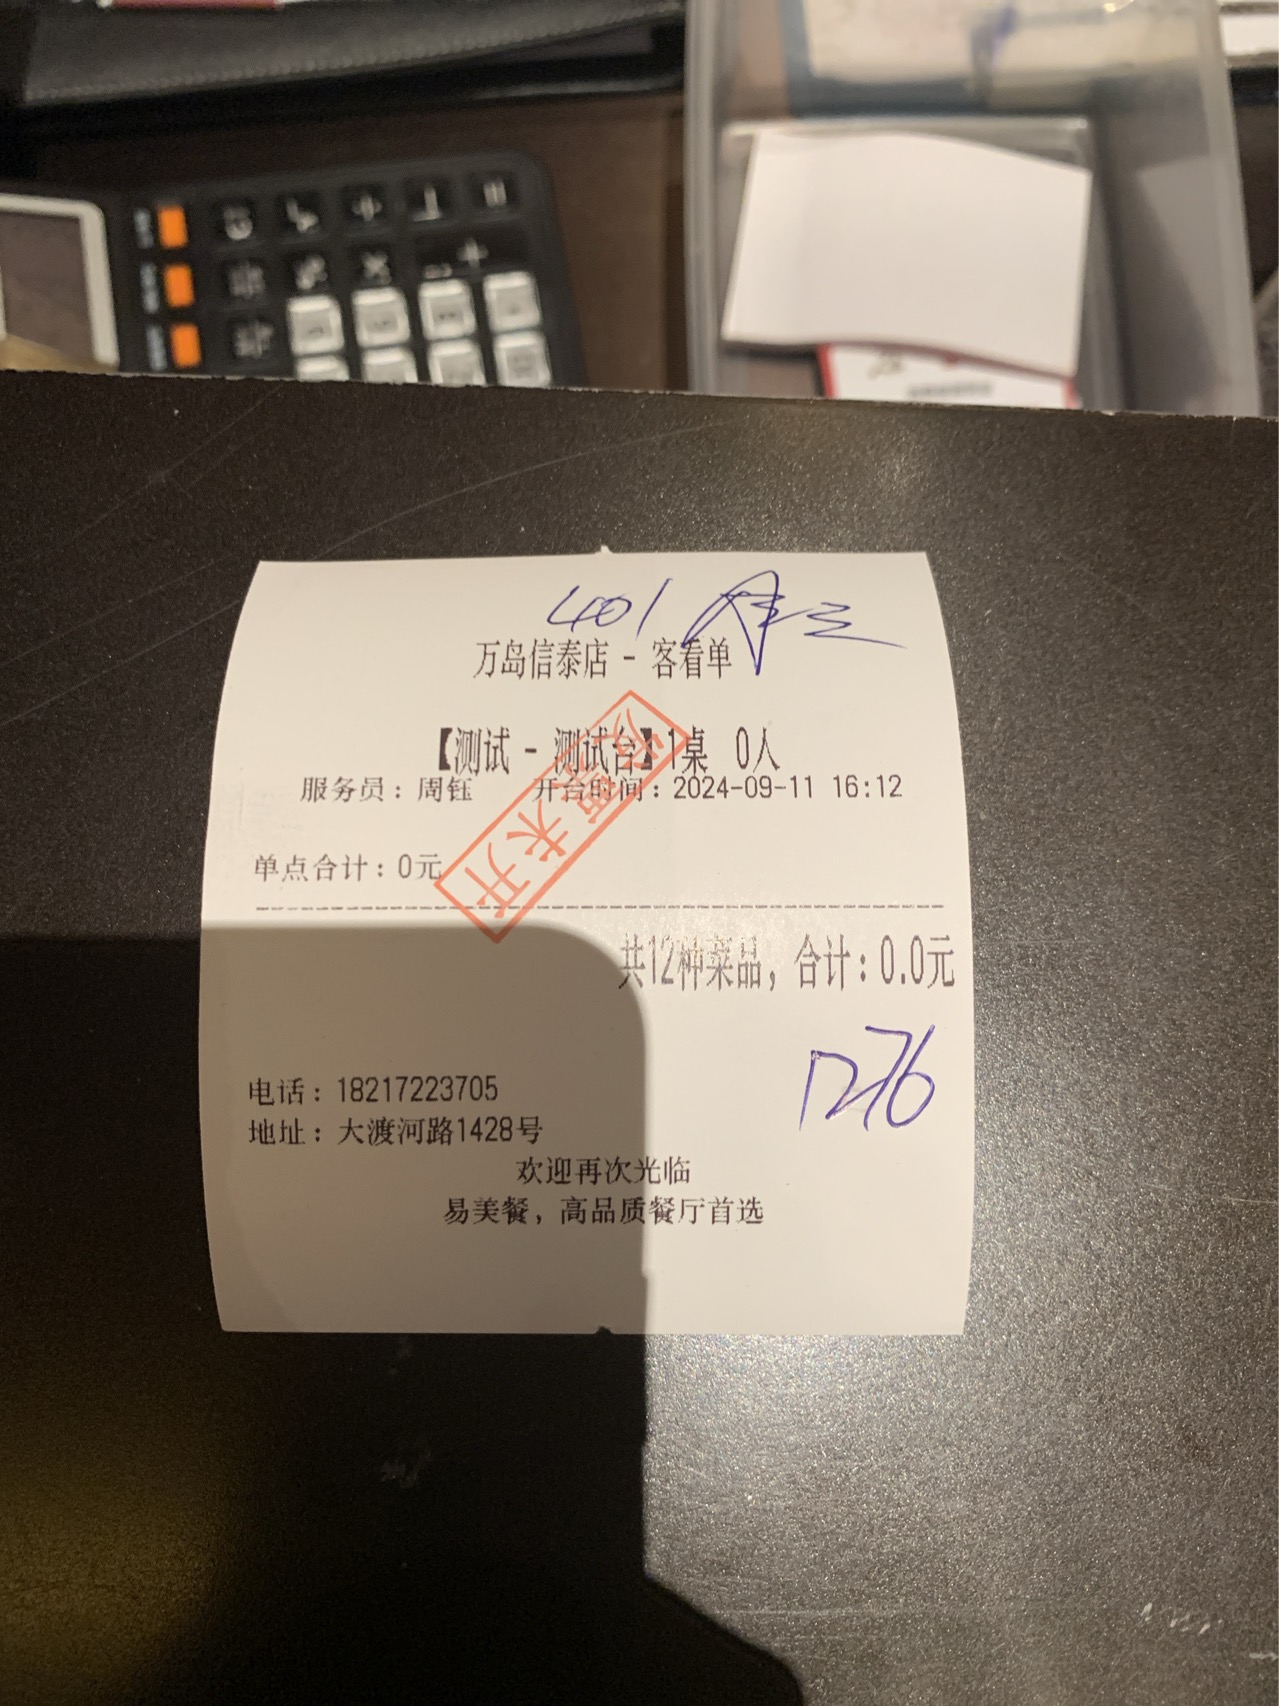 401
万岛信泰店 - 客看单
【测试 - 测试台】1桌 0人
服务员：周钰 开台时间：2024-09-11 16:12
发票未开
单点合计：0元
共12种菜品，合计：0.0元
1276
电话：18217223705
地址：大渡河路1428号
欢迎再次光临
易美餐，高品质餐厅首选